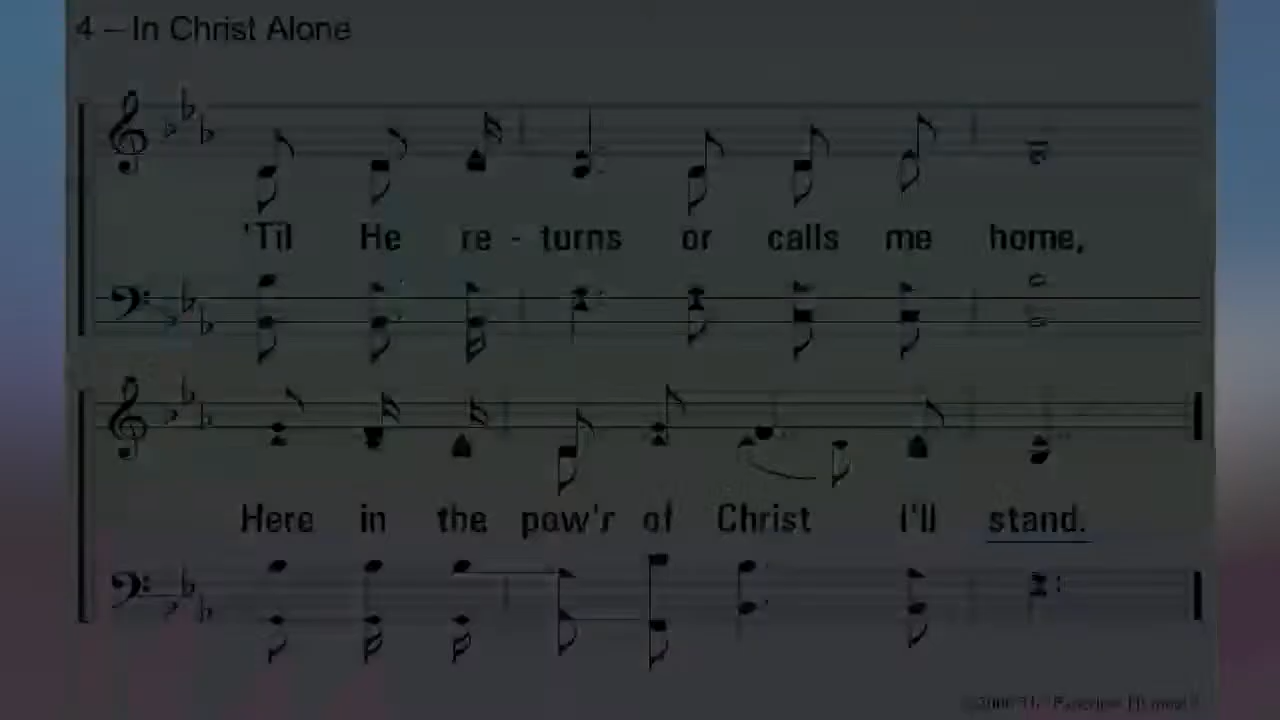 4 – In Christ Alone
'Til He re - turns or calls me home,
Here in the pow'r of Christ I'll stand.